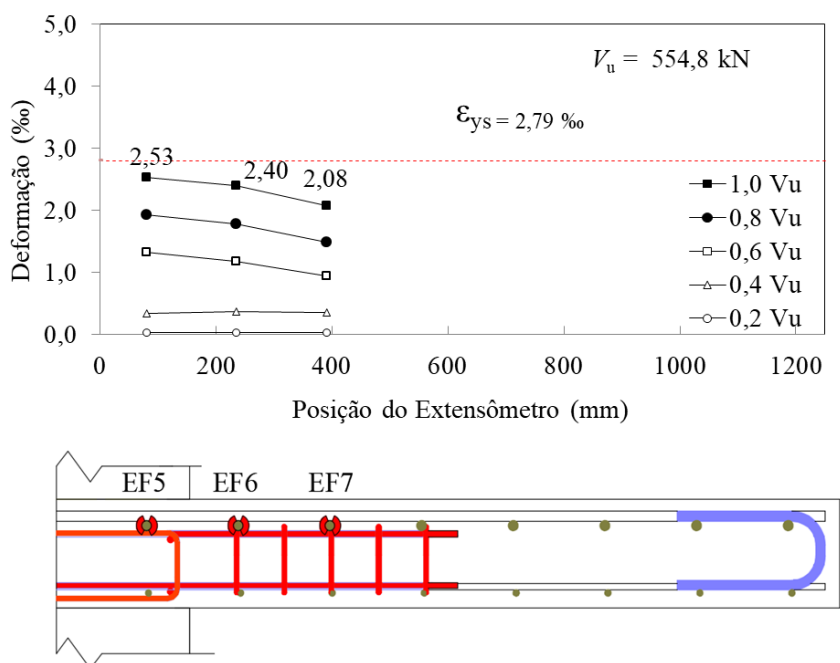 5,0
4,0
3,0
2,0
1,0
0,0
Deformação (‰)
V_u = 554,8 kN
ε_ys = 2,79 ‰
2,53
2,40
2,08
1,0 Vu
0,8 Vu
0,6 Vu
0,4 Vu
0,2 Vu
0 200 400 600 800 1000 1200
Posição do Extensômetro (mm)
EF5 EF6 EF7